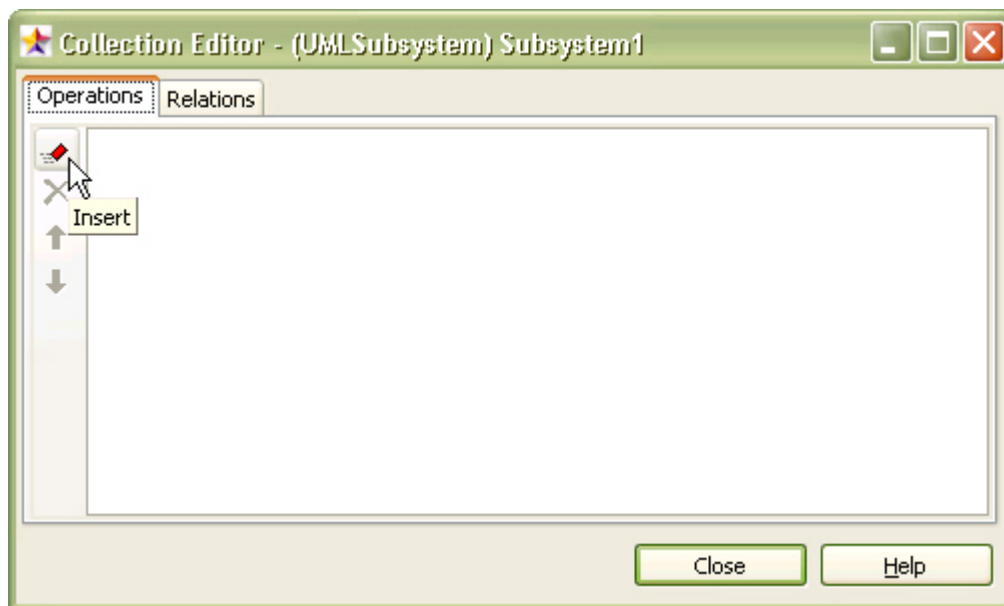 Collection Editor - (UMLSubsystem) Subsystem1
Operations Relations
Insert
Close Help